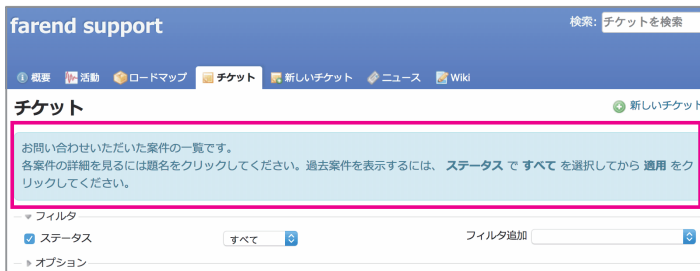 farend support
検索: チケットを検索
概要 活動 ロードマップ チケット 新しいチケット ニュース Wiki
チケット
新しいチケット
お問い合わせいただいた案件の一覧です。
各案件の詳細を見るには題名をクリックしてください。過去案件を表示するには、 ステータス で すべて を選択してから 適用 をク
リックしてください。
フィルタ
ステータス すべて フィルタ追加
オプション